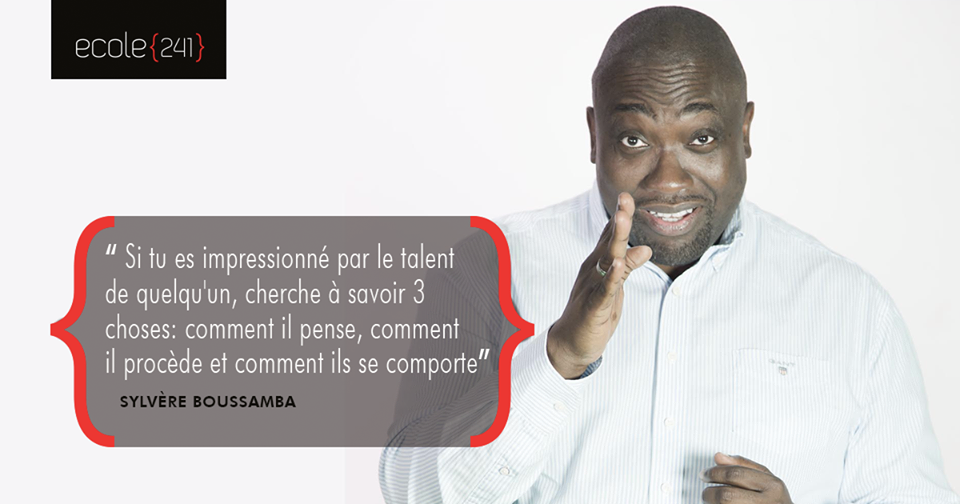 ecole{241}
“ Si tu es impressionné par le talent
de quelqu'un, cherche à savoir 3
choses: comment il pense, comment
il procède et comment ils se comporte”
SYLVÈRE BOUSSAMBA
GANT